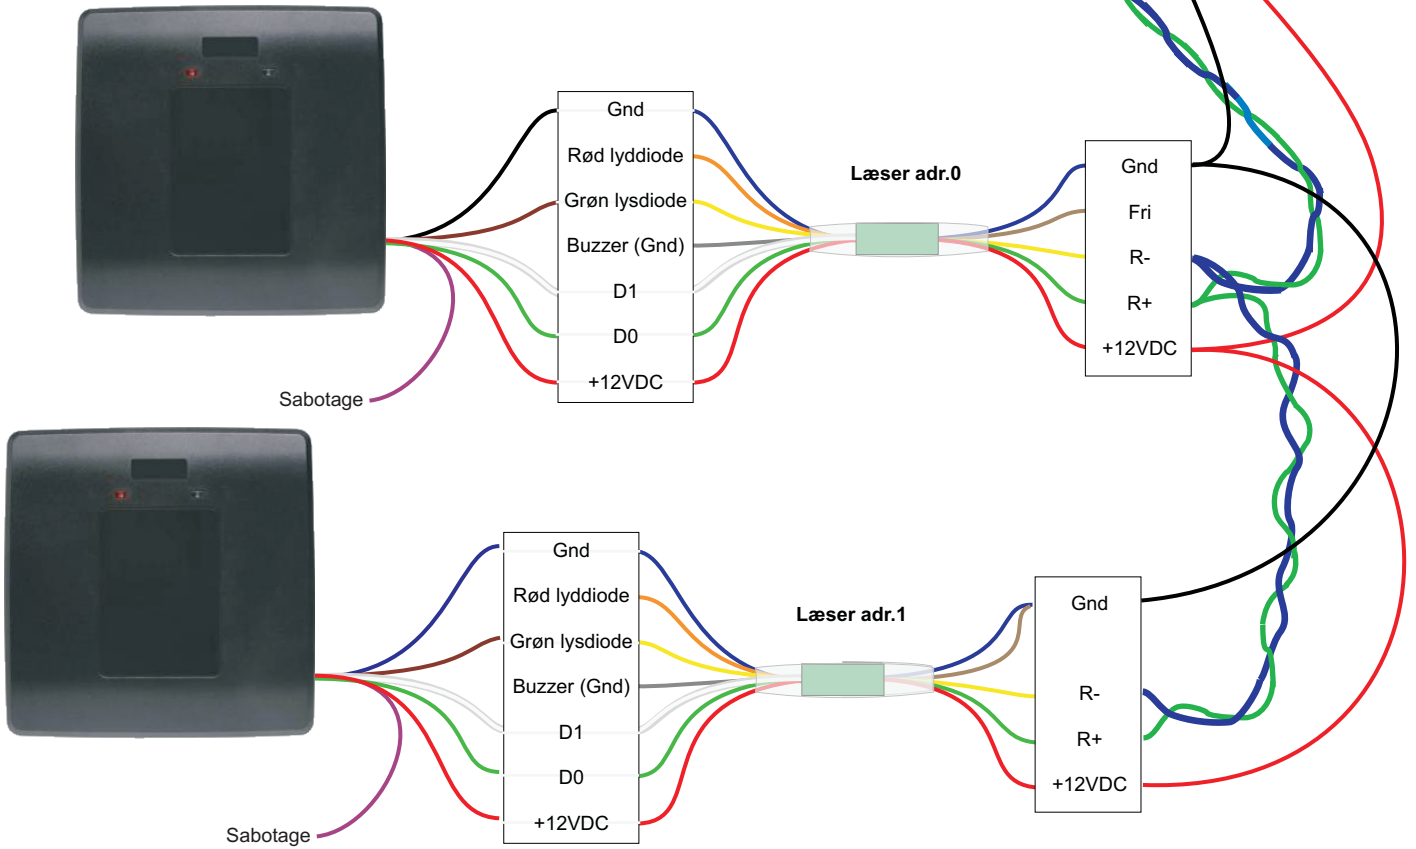 Gnd
Rød lyddiode
Grøn lysdiode
Buzzer (Gnd)
D1
D0
+12VDC
Sabotage
Læser adr.0
Gnd
Fri
R-
R+
+12VDC
Gnd
Rød lyddiode
Grøn lysdiode
Buzzer (Gnd)
D1
D0
+12VDC
Sabotage
Læser adr.1
Gnd
R-
R+
+12VDC